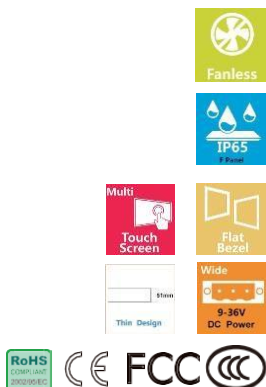 Fanless
IP65
F Panel
Multi
Touch
Screen
Flat
Bezel
51mm
Thin Design
Wide
9-36V
DC Power
RoHS
COMPLIANT
2002/95/EC
CE FCC CCC